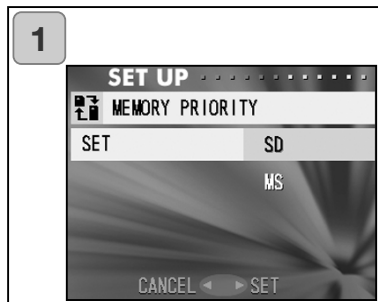 1
SET UP
MEMORY PRIORITY
SET SD
MS
CANCEL SET